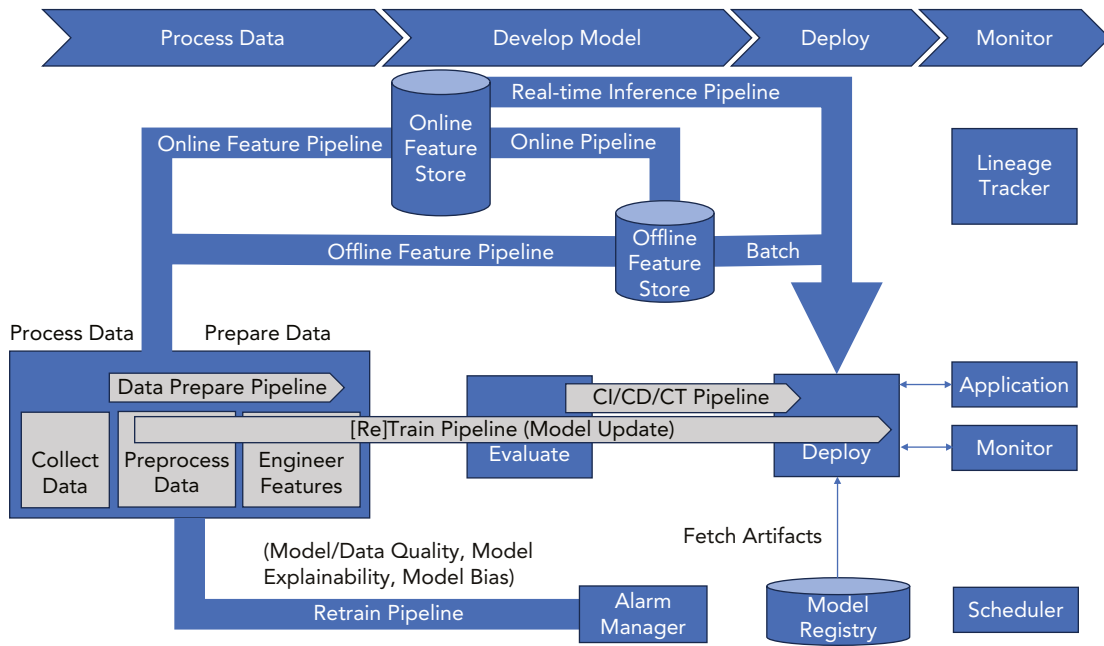 Process Data
Develop Model
Deploy
Monitor
Real-time Inference Pipeline
Online
Feature
Store
Online Feature Pipeline
Online Pipeline
Lineage
Tracker
Offline Feature Pipeline
Offline
Feature
Store
Batch
Process Data
Prepare Data
Data Prepare Pipeline
CI/CD/CT Pipeline
Application
[Re]Train Pipeline (Model Update)
Collect
Data
Preprocess
Data
Engineer
Features
Evaluate
Deploy
Monitor
(Model/Data Quality, Model
Explainability, Model Bias)
Fetch Artifacts
Retrain Pipeline
Alarm
Manager
Model
Registry
Scheduler